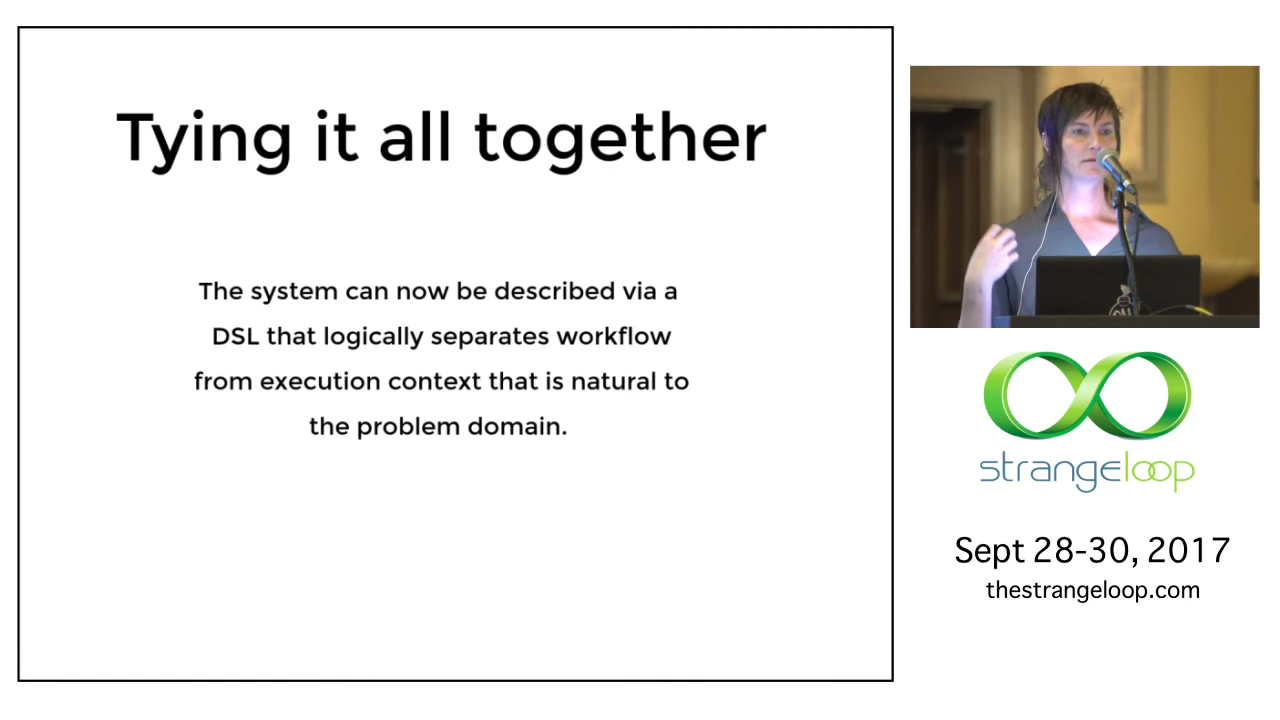 Tying it all together
The system can now be described via a
DSL that logically separates workflow
from execution context that is natural to
the problem domain.
strangeloop
Sept 28-30, 2017
thestrangeloop.com